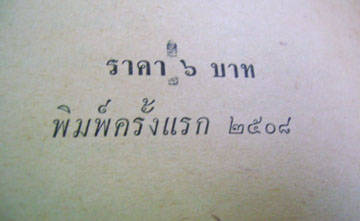 ราคา ๖ บาท
พิมพ์ครั้งแรก ๒๕๐๘